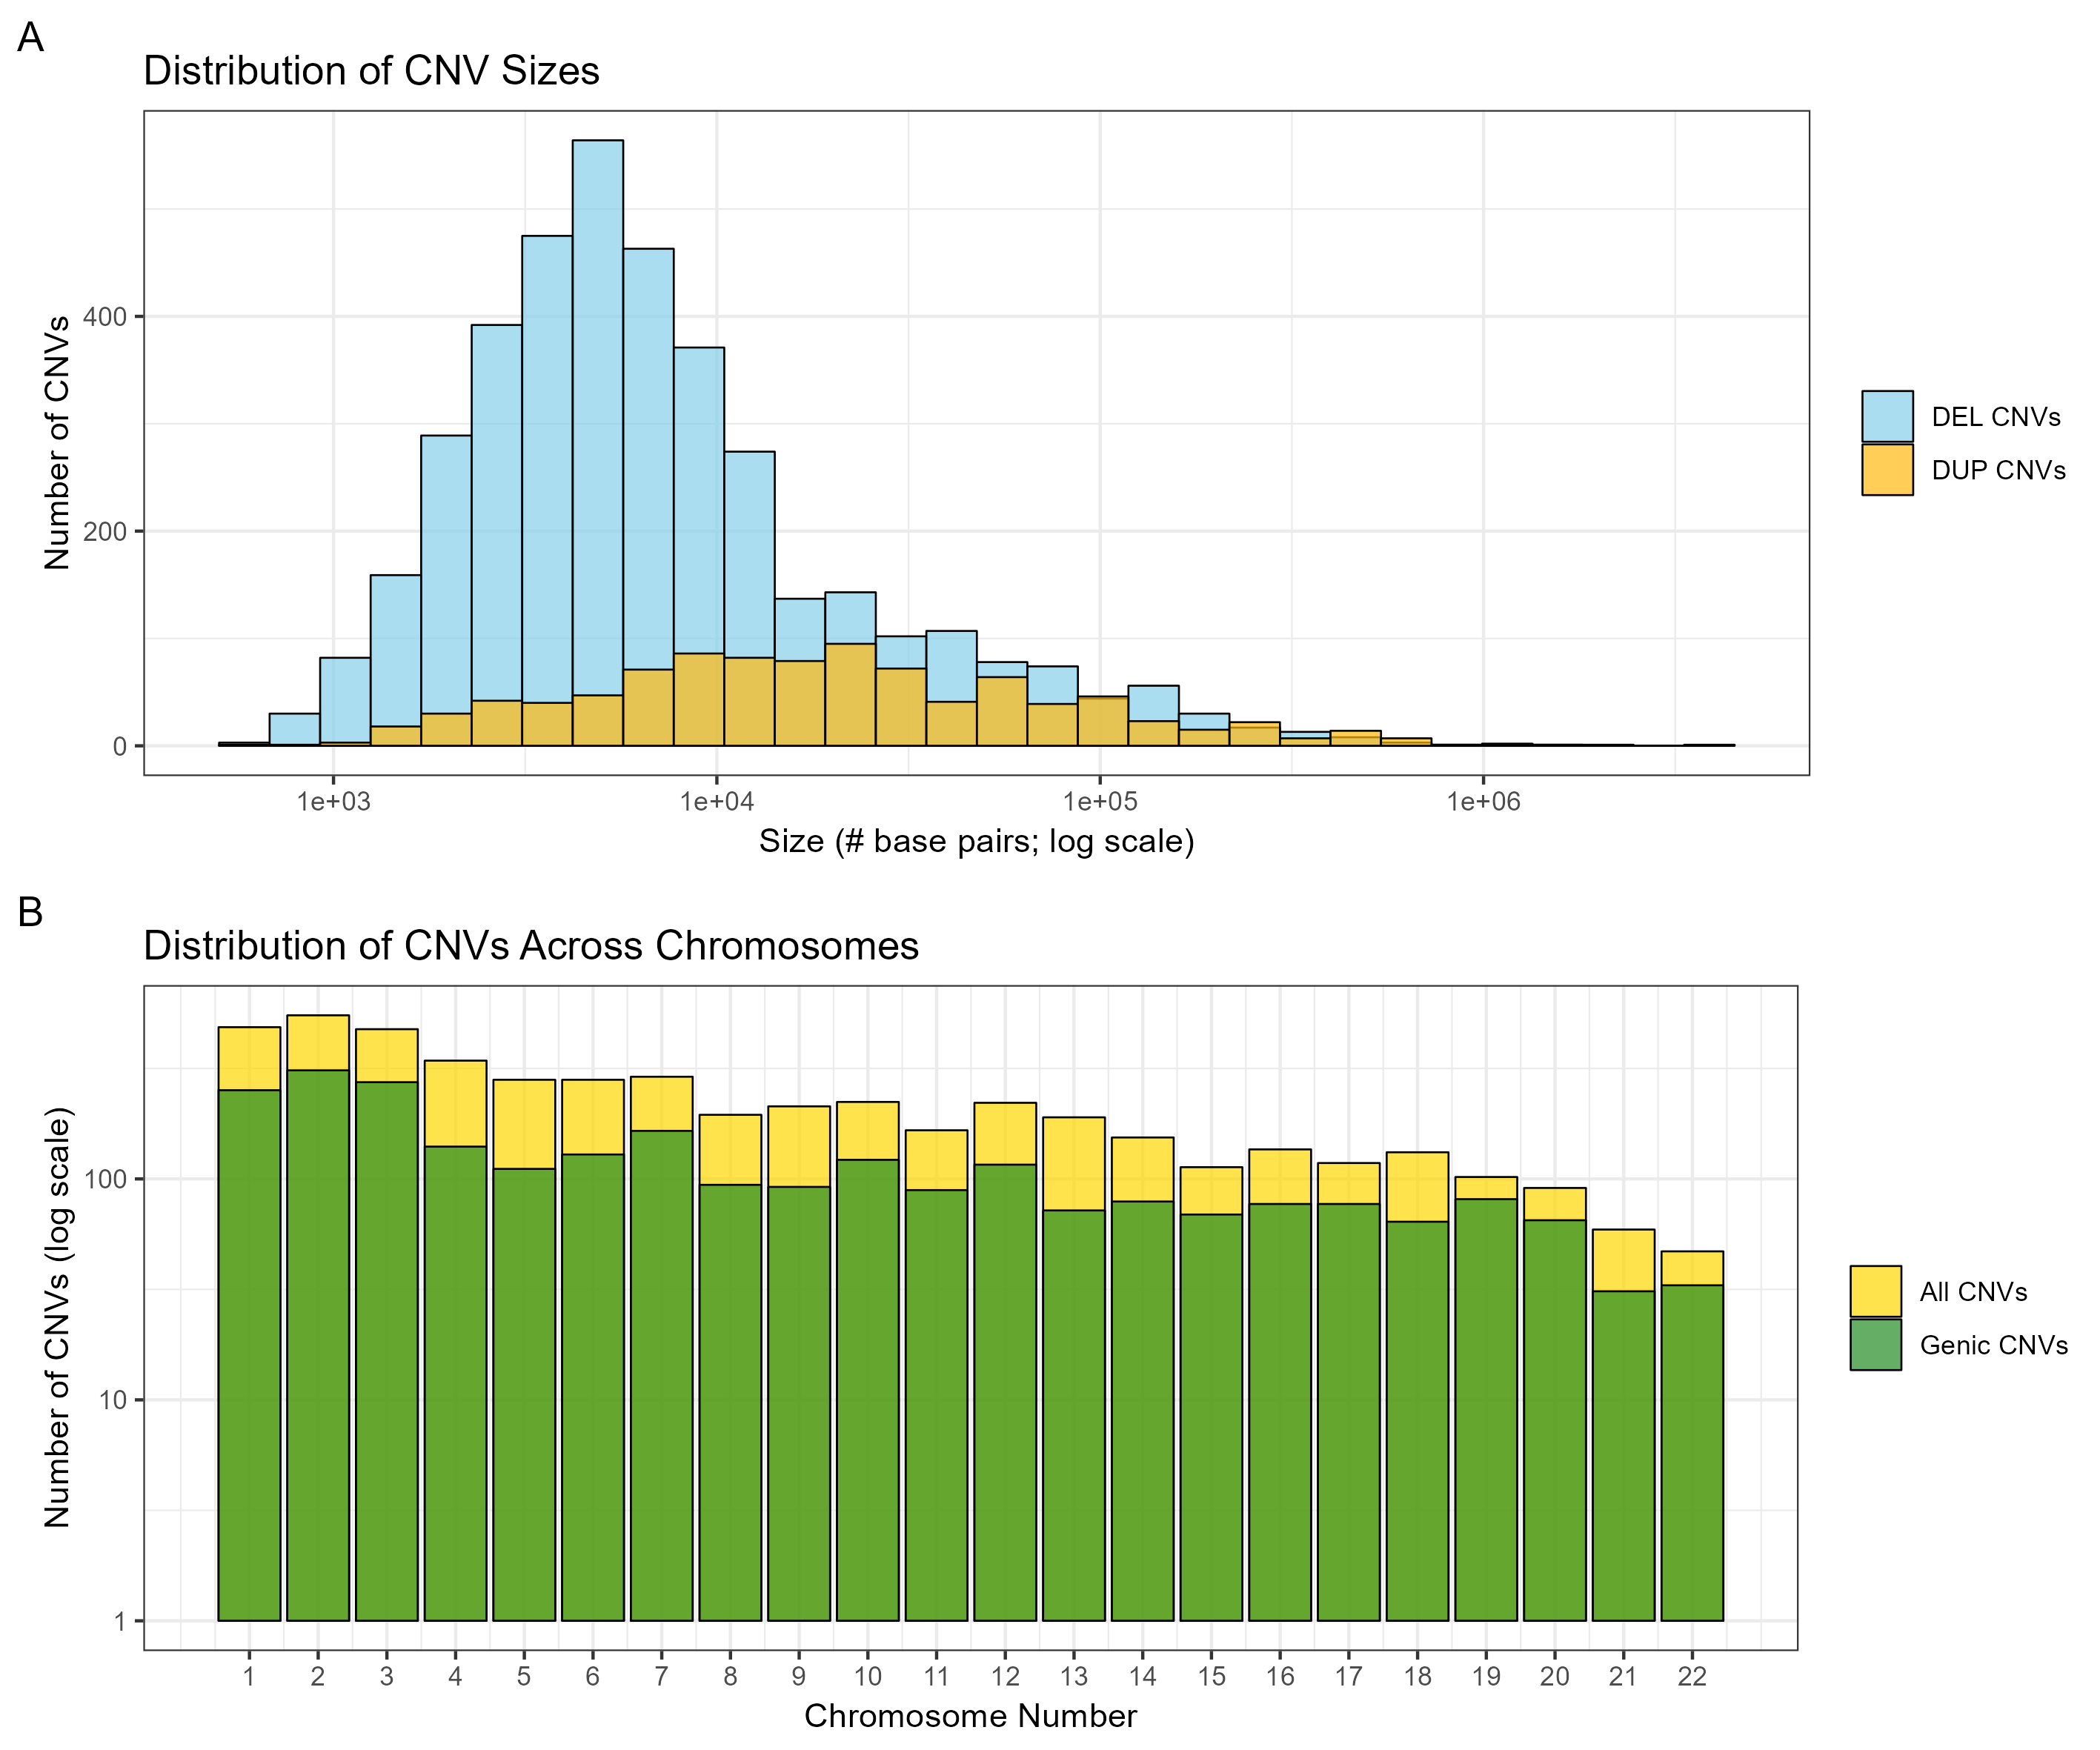 A
Distribution of CNV Sizes
Number of CNVs
400
200
0
1e+03 1e+04 1e+05 1e+06
Size (# base pairs; log scale)
DEL CNVs
DUP CNVs
B
Distribution of CNVs Across Chromosomes
Number of CNVs (log scale)
100
10
1
1 2 3 4 5 6 7 8 9 10 11 12 13 14 15 16 17 18 19 20 21 22
Chromosome Number
All CNVs
Genic CNVs